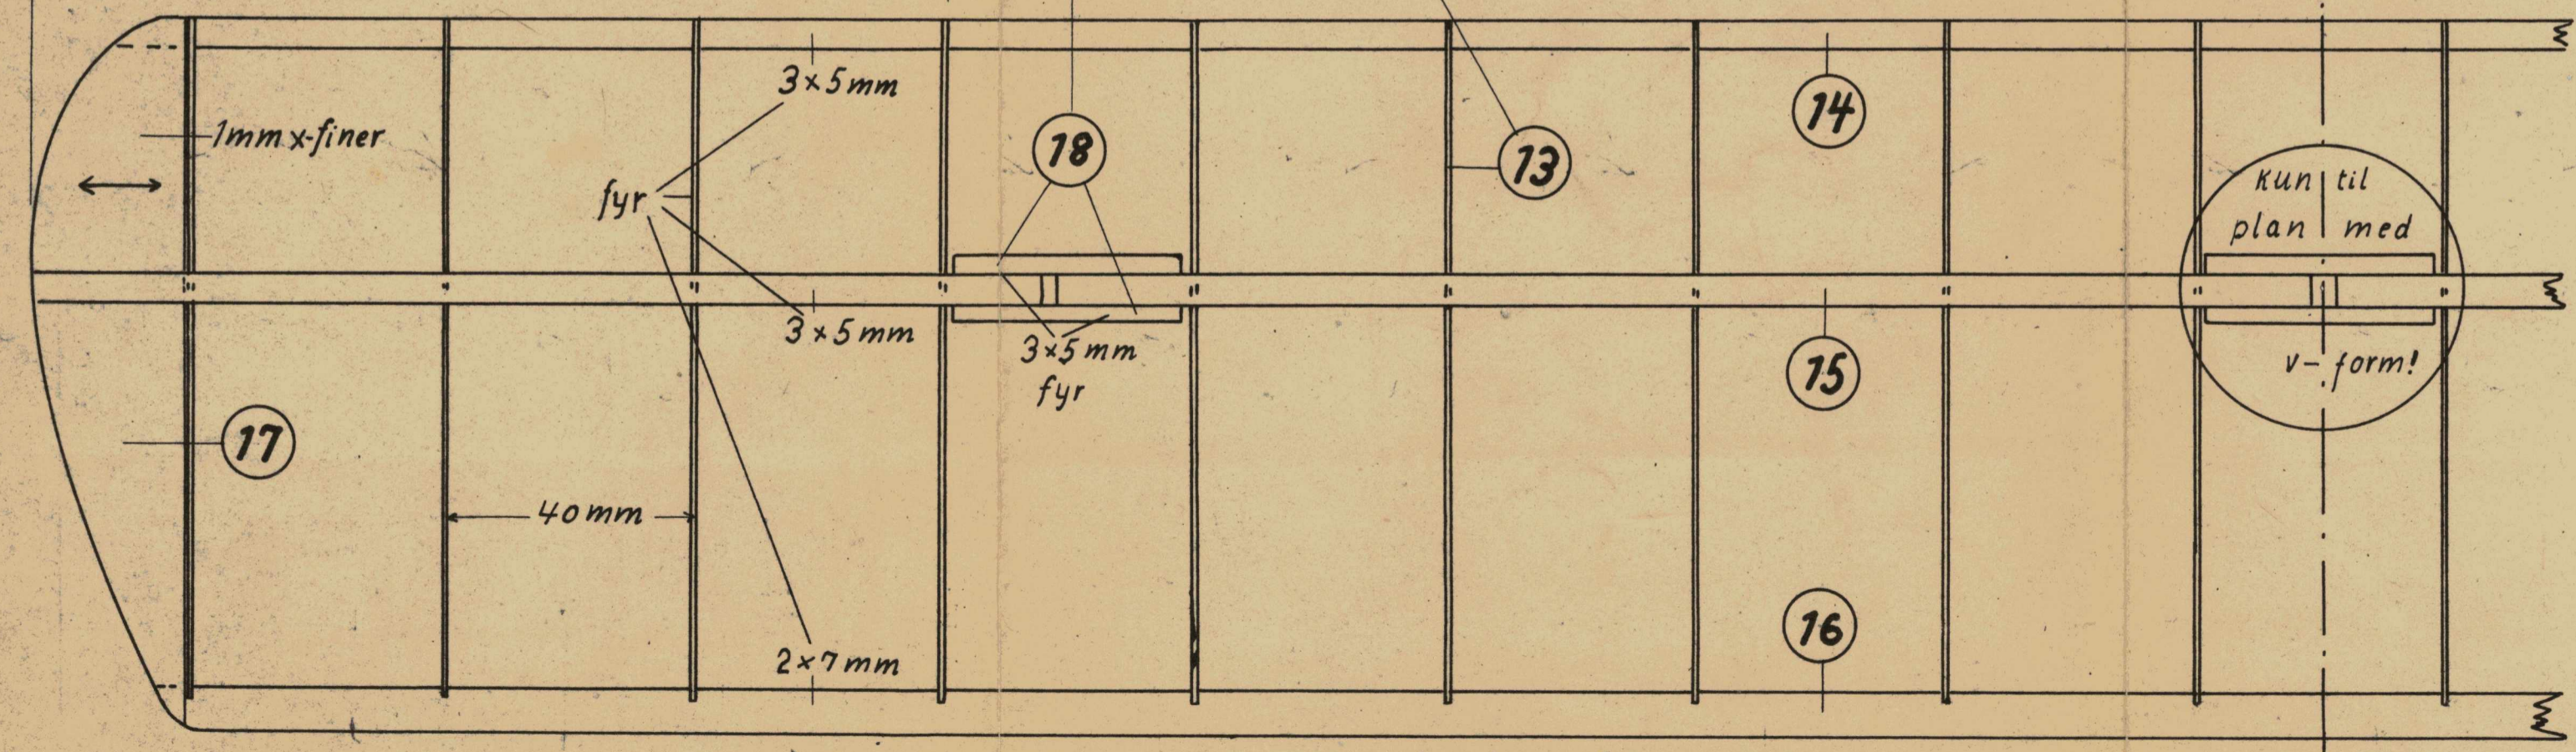 3×5mm
14
1mm x-finer
18
13
kun til
fyr
plan med
3×5mm
3×5mm
fyr
v-form!
15
17
40mm
16
2×7mm